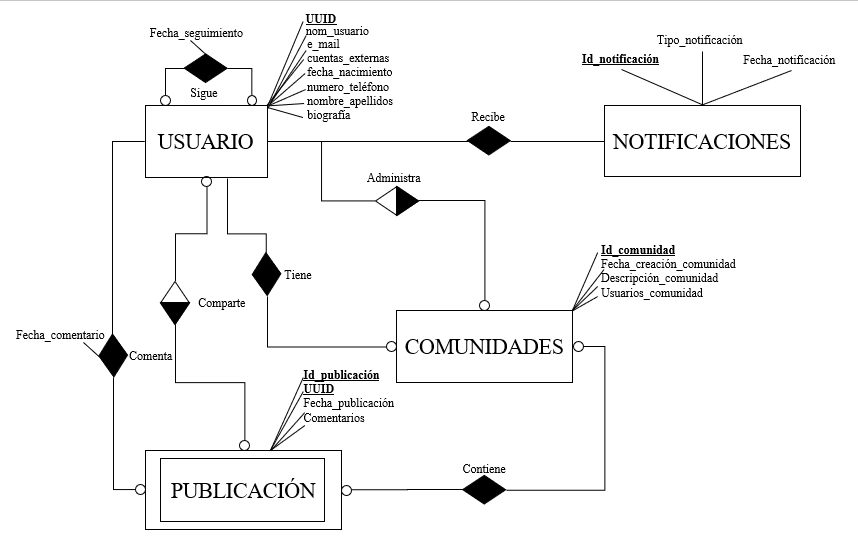 Fecha_seguimiento
Sigue
UUID
nom_usuario
e_mail
cuentas_externas
fecha_nacimiento
numero_teléfono
nombre_apellidos
biografía
USUARIO
Recibe
Id_notificación
Tipo_notificación
Fecha_notificación
NOTIFICACIONES
Administra
Tiene
Comparte
Id_comunidad
Fecha_creación_comunidad
Descripción_comunidad
Usuarios_comunidad
COMUNIDADES
Fecha_comentario
Comenta
Id_publicación
UUID
Fecha_publicación
Comentarios
PUBLICACIÓN
Contiene